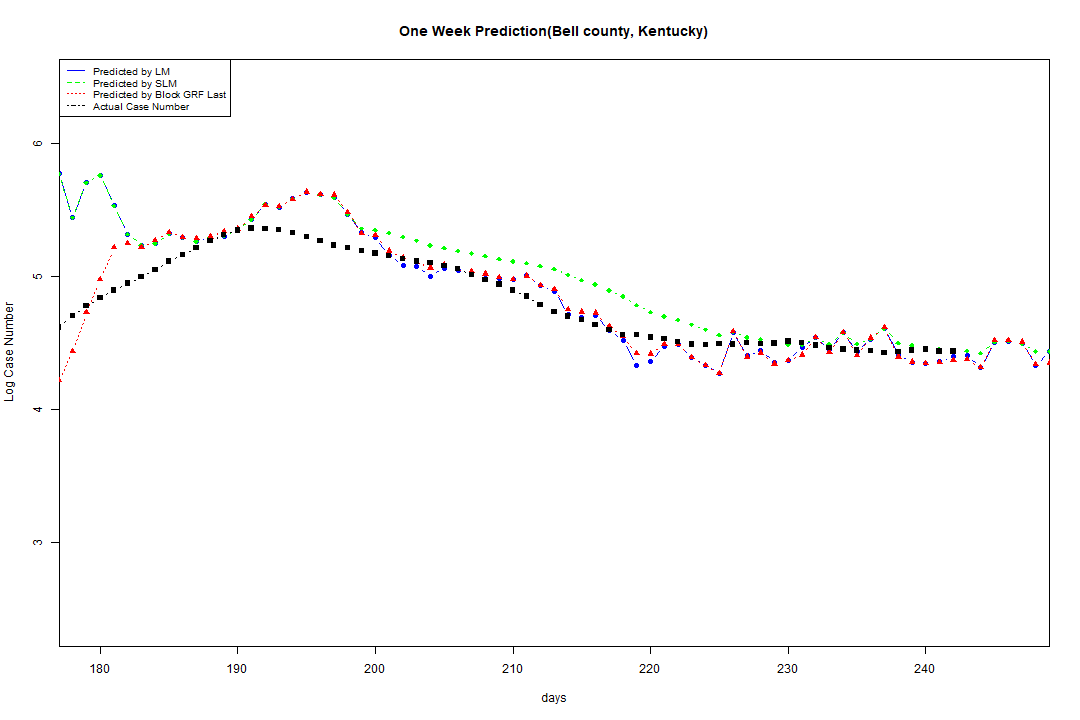 One Week Prediction(Bell county, Kentucky)
Predicted by LM
Predicted by SLM
Predicted by Block GRF Last
Actual Case Number
6
5
4
3
Log Case Number
180 190 200 210 220 230 240
days